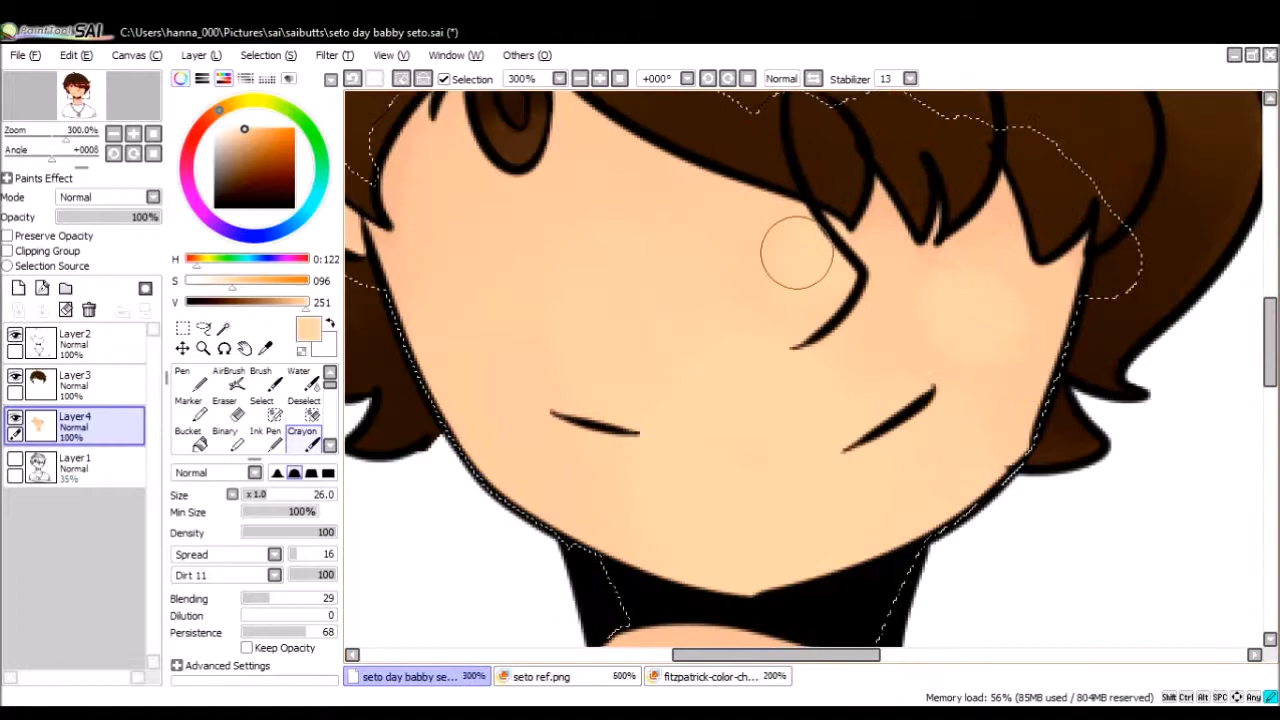 PaintTool SAI C:\Users\hanna_000\Pictures\sai\saibutts\seto day babby seto.sai (*)
File (F) Edit (E) Canvas (C) Layer (L) Selection (S) Filter (T) View (V) Window (W) Others (O)
Selection 300% +000° Normal Stabilizer 13
Zoom 300.0%
Angle +000δ
Paints Effect
Mode Normal
Opacity 100%
Preserve Opacity
Clipping Group
Selection Source
Layer2
Normal
100%
Layer3
Normal
100%
Layer4
Normal
100%
Layer1
Normal
35%
H 0:122
S 096
V 251
Pen AirBrush Brush Water
Marker Eraser Select Deselect
Bucket Binary Ink Pen Crayon
Normal
Size x 1.0 26.0
Min Size 100%
Density 100
Spread 16
Dirt 11 100
Blending 29
Dilution 0
Persistence 68
Keep Opacity
Advanced Settings
seto day babby se... 300% seto ref.png 600% fitzpatrick-color-ch... 200%
Memory load: 56% (85MB used / 804MB reserved) Shift Ctrl Alt SPC Any